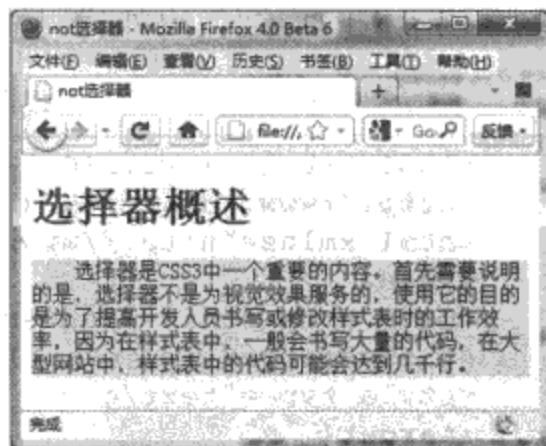 not选择器 - Mozilla Firefox 4.0 Beta 6
文件(F) 编辑(E) 查看(V) 历史(S) 书签(B) 工具(T) 帮助(H)
not选择器
file://, Go 反馈
选择器概述
选择器是CSS3中一个重要的内容。首先需要说明
的是，选择器不是为视觉效果服务的，使用它的目的
是为了提高开发人员书写或修改样式表时的工作效
率，因为在样式表中，一般会书写大量的代码，在大
型网站中，样式表中的代码可能会达到几千行。
完成